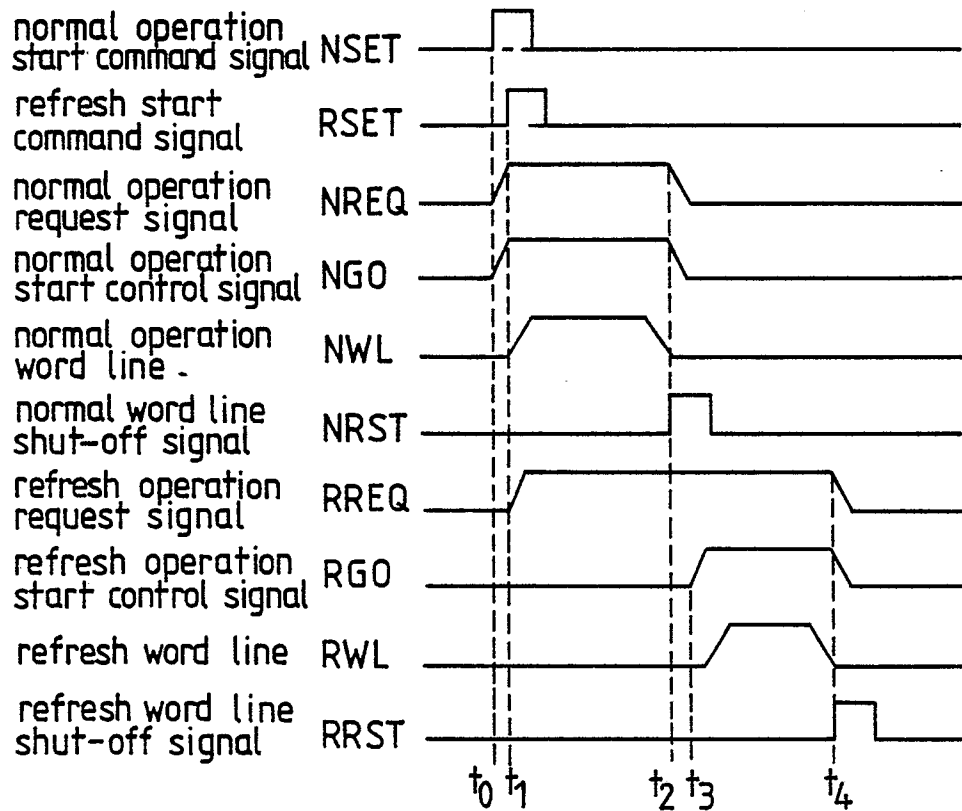 normal operation
start command signal NSET
refresh start
command signal RSET
normal operation
request signal NREQ
normal operation
start control signal NGO
normal operation
word line NWL
normal word line
shut-off signal NRST
refresh operation
request signal RREQ
refresh operation
start control signal RGO
refresh word line RWL
refresh word line
shut-off signal RRST
t0 t1 t2 t3 t4